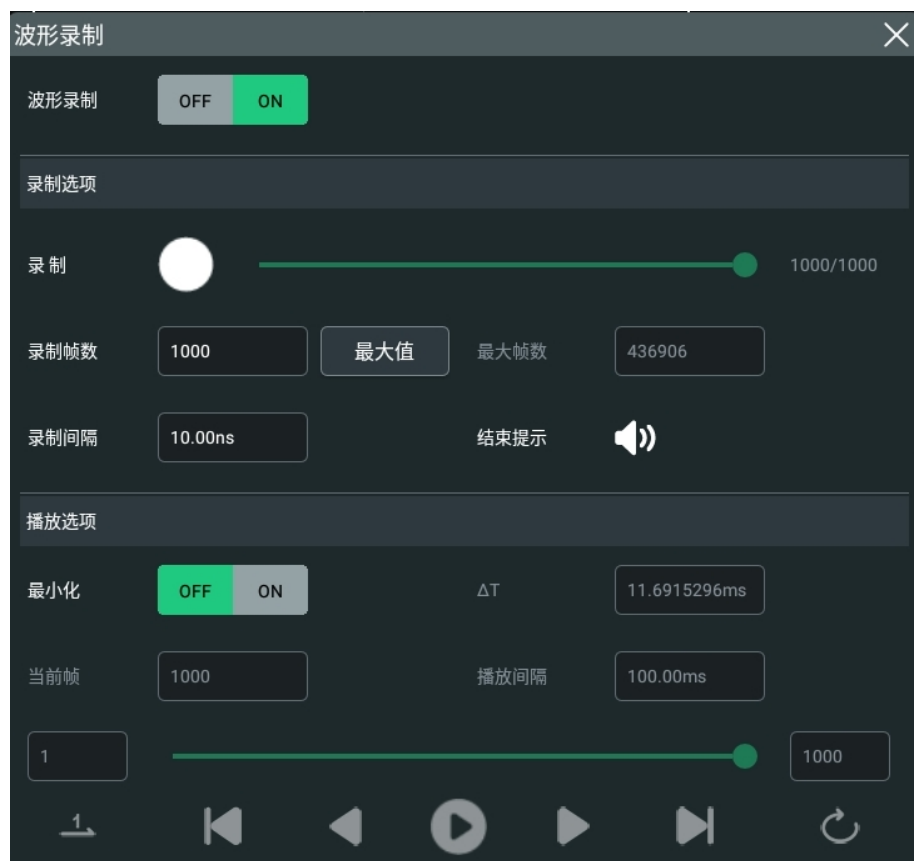 波形录制
波形录制 OFF ON
录制选项
录制 1000/1000
录制帧数 1000 最大值 最大帧数 436906
录制间隔 10.00ns 结束提示
播放选项
最小化 OFF ON ΔT 11.6915296ms
当前帧 1000 播放间隔 100.00ms
1 1000
1